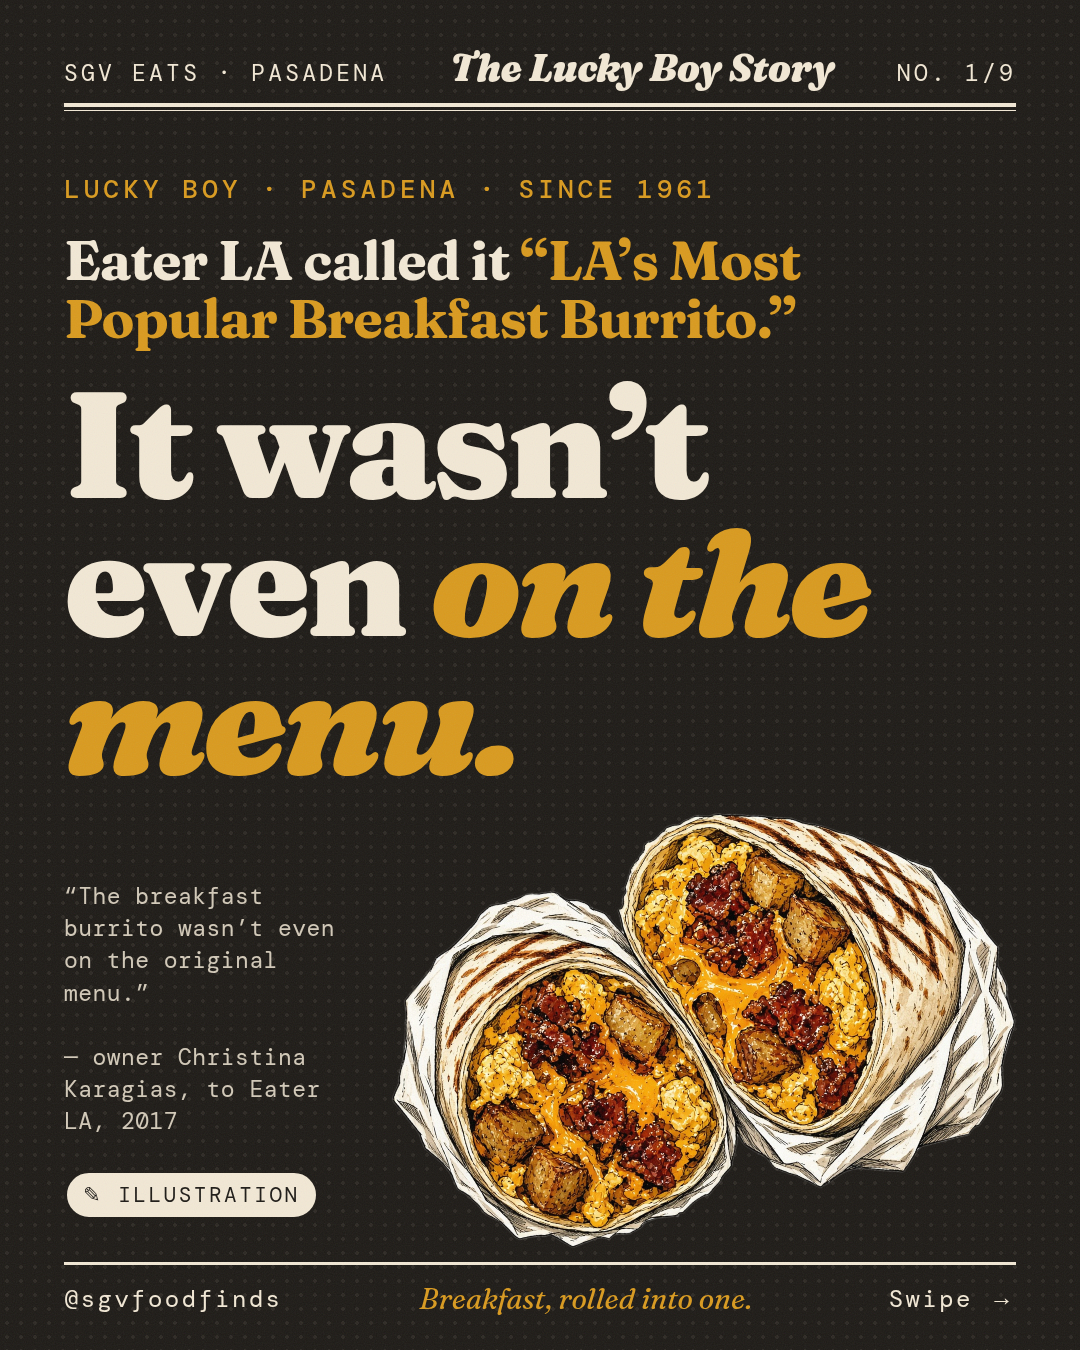 SGV EATS · PASADENA
The Lucky Boy Story
NO. 1/9
LUCKY BOY · PASADENA · SINCE 1961
Eater LA called it “LA’s Most
Popular Breakfast Burrito.”
It wasn’t
even on the
menu.
“The breakfast
burrito wasn’t even
on the original
menu.”
— owner Christina
Karagias, to Eater
LA, 2017
✎ ILLUSTRATION
@sgvfoodfinds
Breakfast, rolled into one.
Swipe →